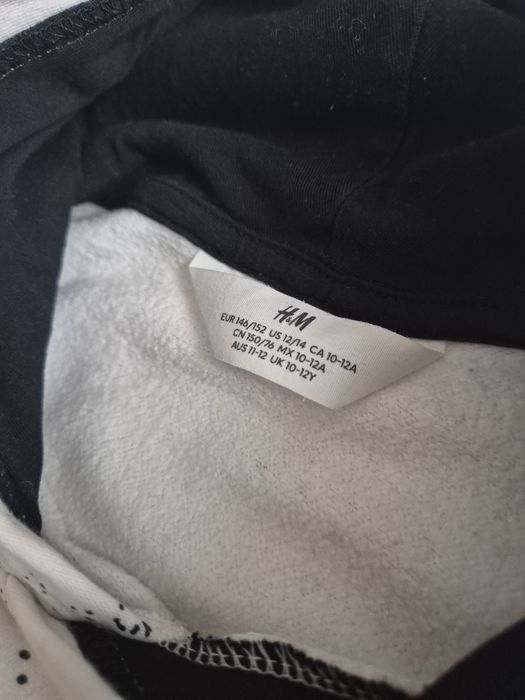 H&M
EUR 146/152 US 12/14 CA 10-12A
CN 150/76 MX 10-12A
AUS 11-12 UK 10-12Y